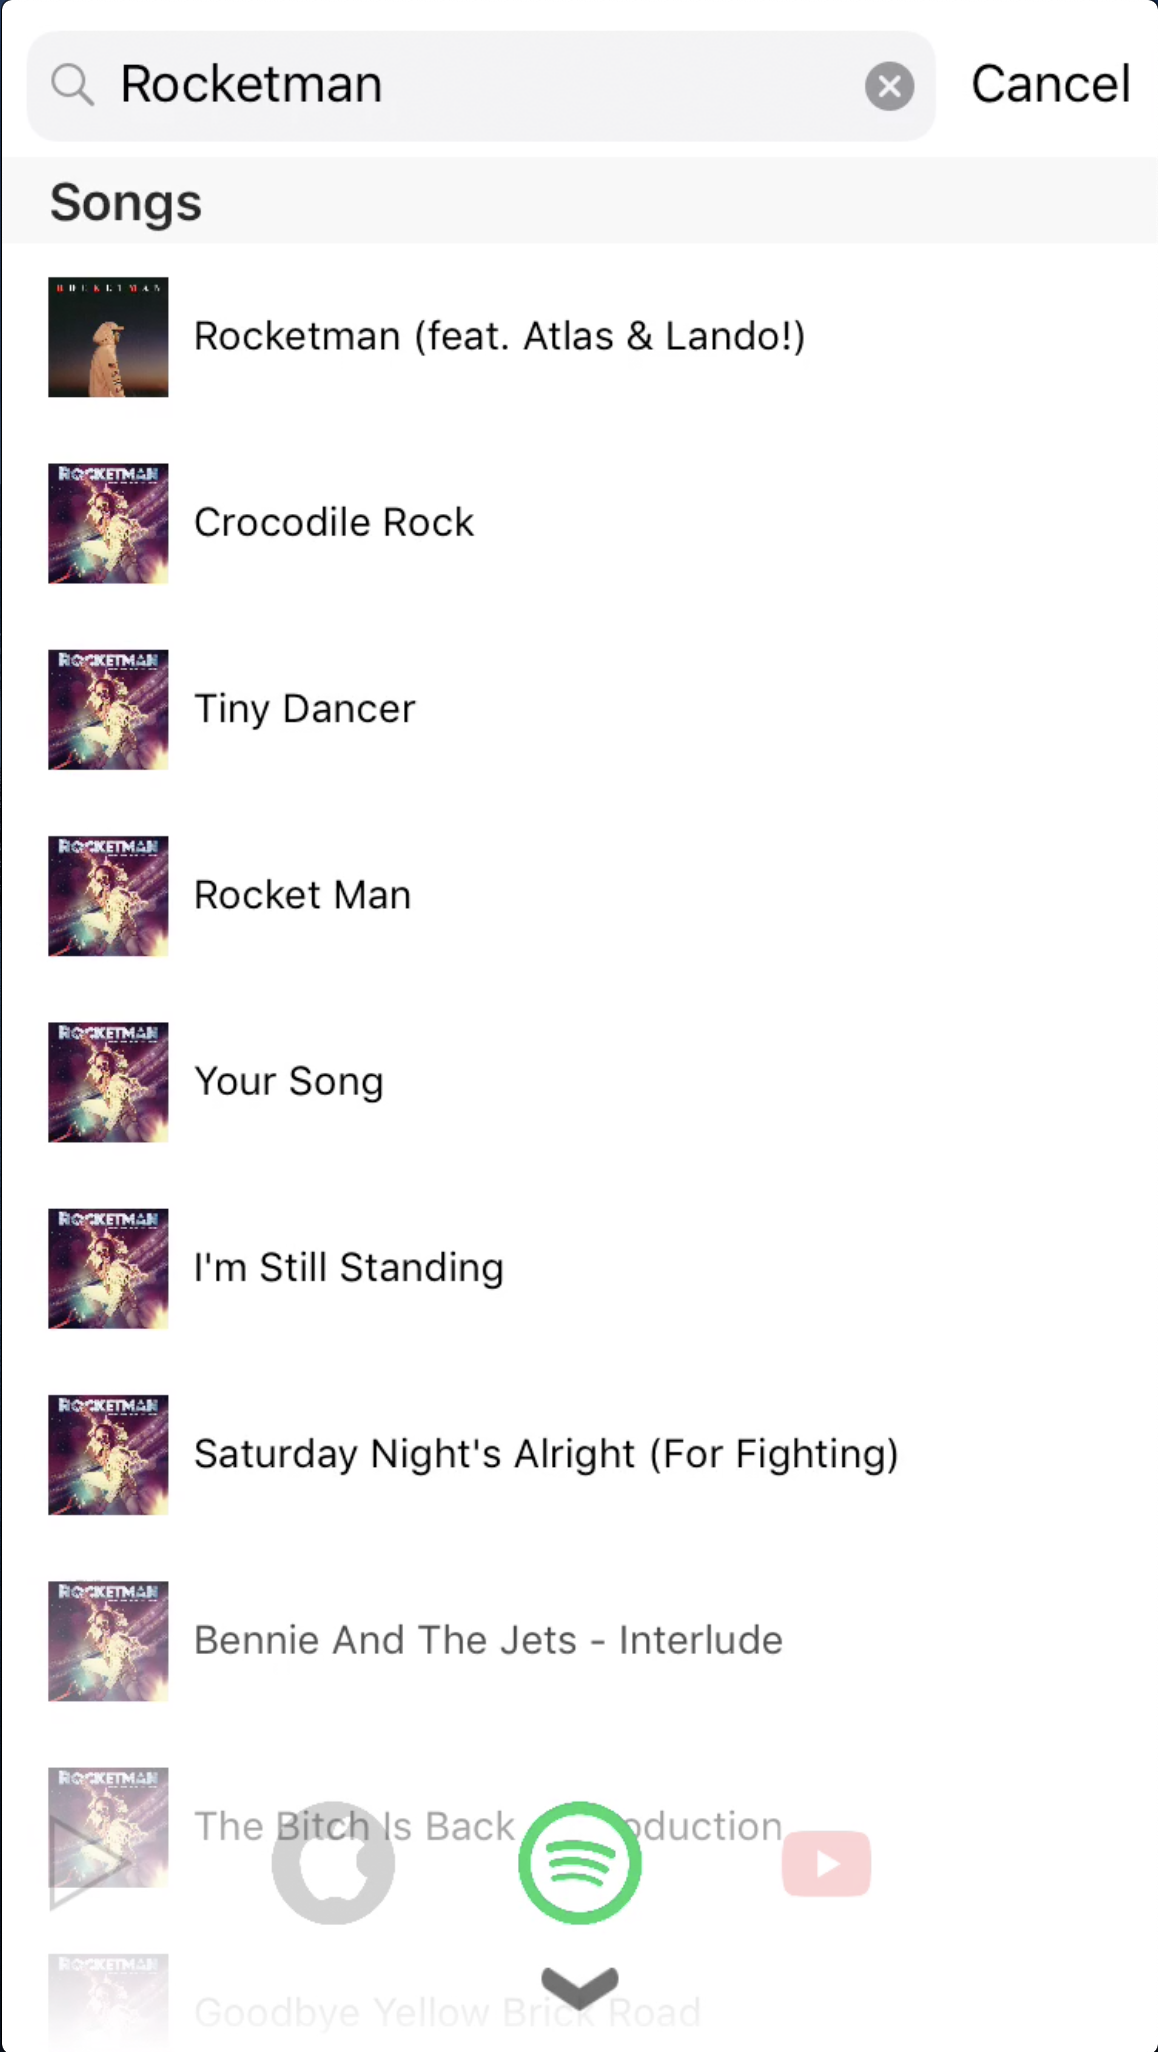 Rocketman
Cancel
Songs
ROCKETMAN
Rocketman (feat. Atlas & Lando!)
ROCKETMAN
Crocodile Rock
ROCKETMAN
Tiny Dancer
ROCKETMAN
Rocket Man
ROCKETMAN
Your Song
ROCKETMAN
I'm Still Standing
ROCKETMAN
Saturday Night's Alright (For Fighting)
ROCKETMAN
Bennie And The Jets - Interlude
ROCKETMAN
The Bitch Is Back oduction
ROCKETMAN
Goodbye Yellow Brick Road